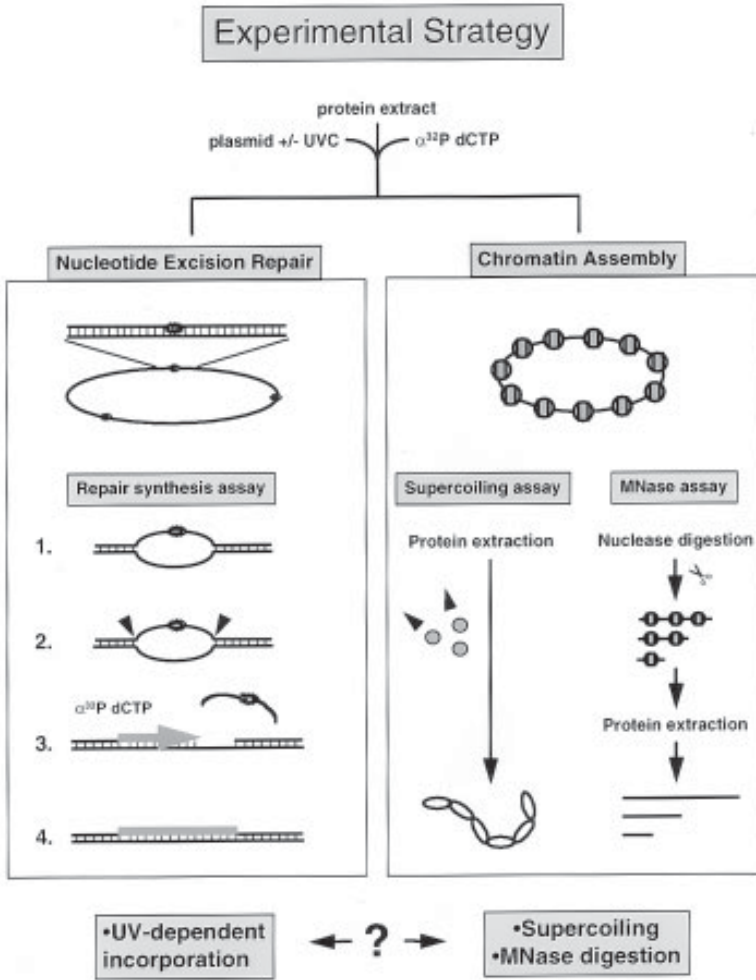 Experimental Strategy
protein extract
plasmid +/- UVC
α³²P dCTP
Nucleotide Excision Repair
Chromatin Assembly
Repair synthesis assay
Supercoiling assay
MNase assay
1.
Protein extraction
Nuclease digestion
2.
α³²P dCTP
3.
Protein extraction
4.
•UV-dependent
incorporation
?
•Supercoiling
•MNase digestion